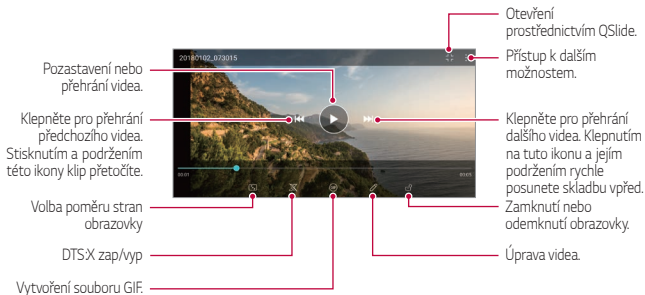 Otevření
prostřednictvím QSlide.
Přístup k dalším
možnostem.
20180102_073015
Pozastavení nebo
přehrání videa.
Klepněte pro přehrání
předchozího videa.
Stisknutím a podržením
této ikony klip přetočíte.
Klepněte pro přehrání
dalšího videa. Klepnutím
na tuto ikonu a jejím
podržením rychle
posunete skladbu vpřed.
Volba poměru stran
obrazovky
Zamknutí nebo
odemknutí obrazovky.
DTS:X zap/vyp
Úprava videa.
Vytvoření souboru GIF.